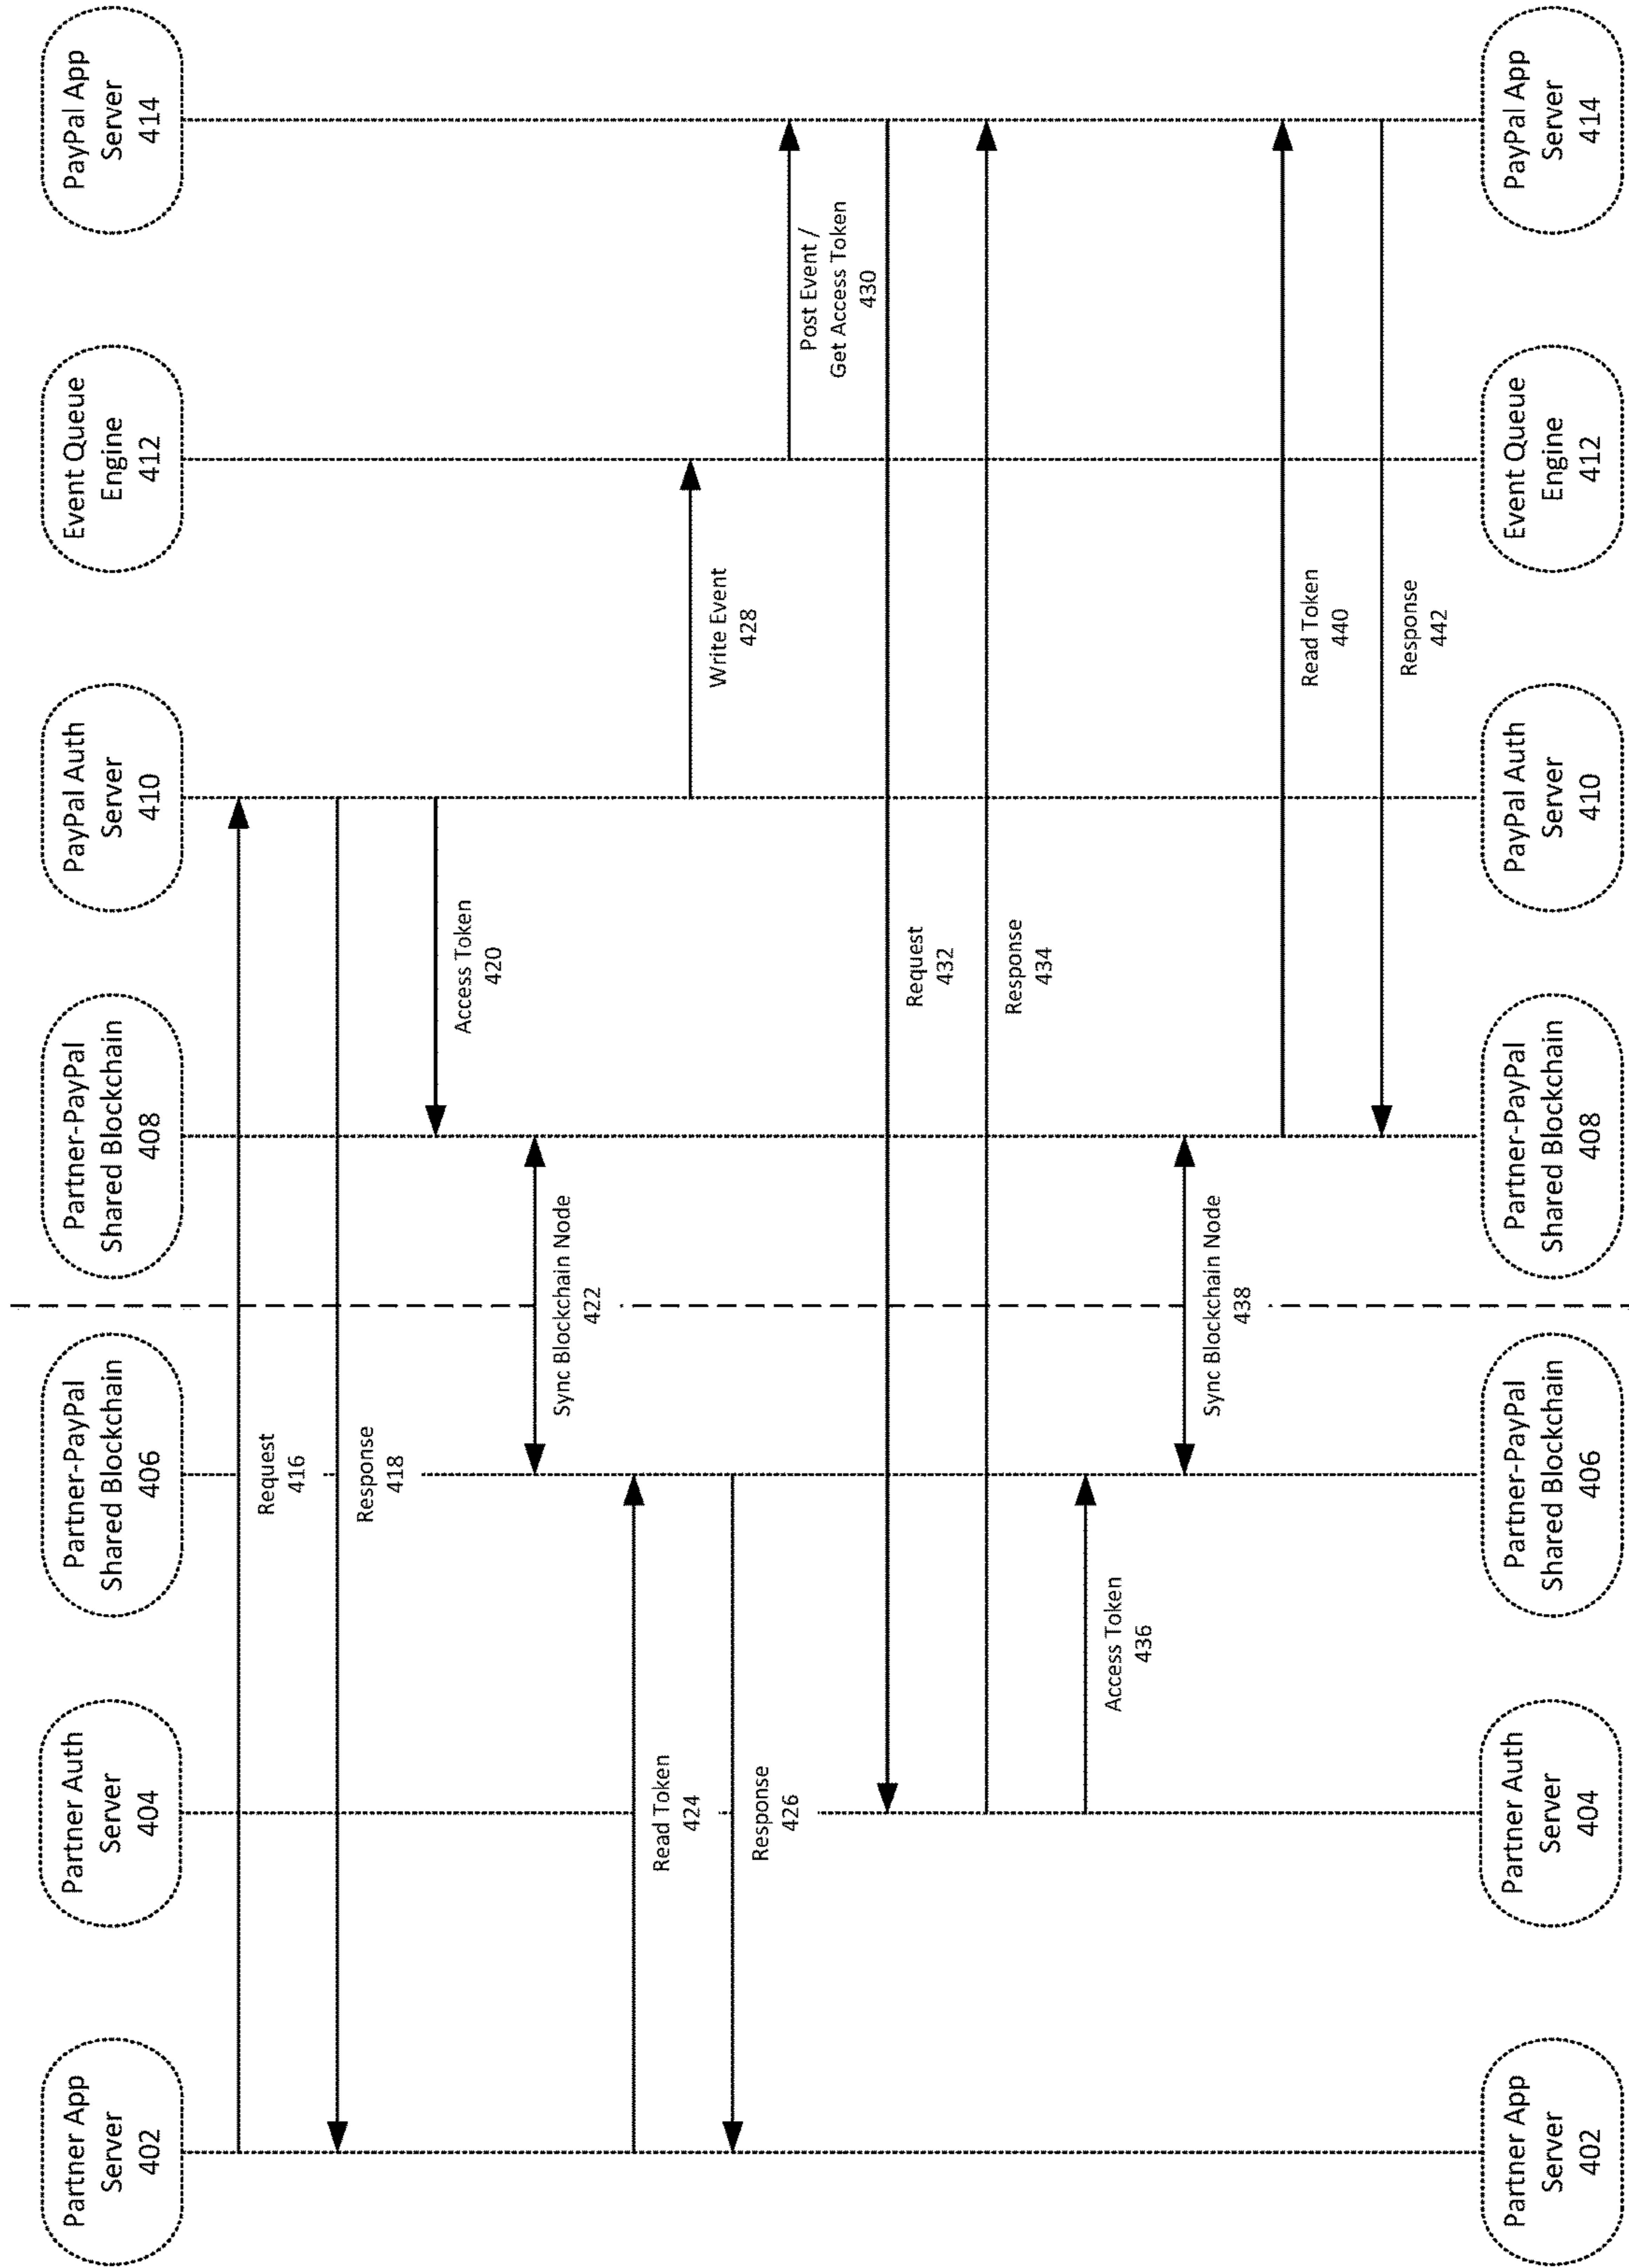 Partner App
Server
402
Partner Auth
Server
404
Partner-PayPal
Shared Blockchain
406
Partner-PayPal
Shared Blockchain
408
PayPal Auth
Server
410
Event Queue
Engine
412
PayPal App
Server
414
Request
416
Response
418
Access Token
420
Sync Blockchain Node
422
Read Token
424
Write Event
428
Response
426
Post Event /
Get Access Token
430
Request
432
Response
434
Access Token
436
Sync Blockchain Node
438
Read Token
440
Response
442
Partner App
Server
402
Partner Auth
Server
404
Partner-PayPal
Shared Blockchain
406
Partner-PayPal
Shared Blockchain
408
PayPal Auth
Server
410
Event Queue
Engine
412
PayPal App
Server
414